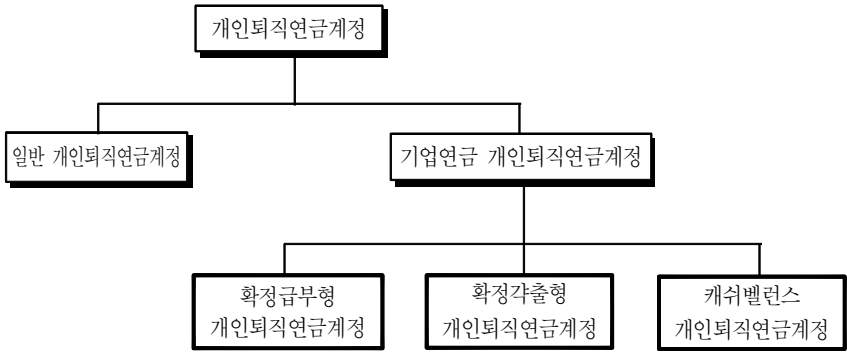 개인퇴직연금계정
일반 개인퇴직연금계정
기업연금 개인퇴직연금계정
확정급부형
개인퇴직연금계정
확정갹출형
개인퇴직연금계정
캐쉬벨런스
개인퇴직연금계정